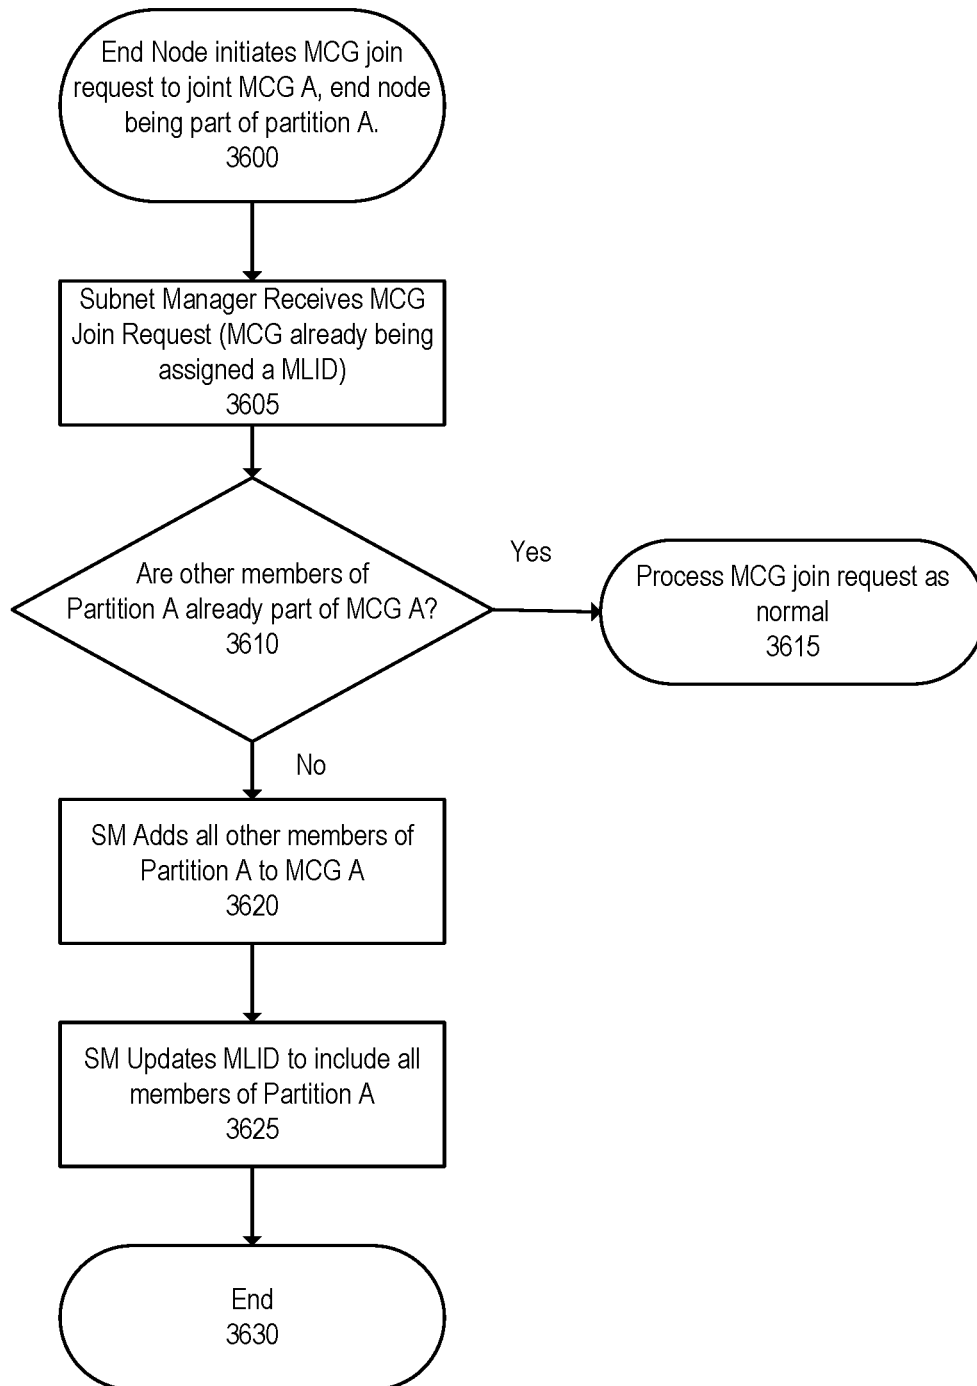 End Node initiates MCG join
request to joint MCG A, end node
being part of partition A.
3600
Subnet Manager Receives MCG
Join Request (MCG already being
assigned a MLID)
3605
Are other members of
Partition A already part of MCG A?
3610
Yes
Process MCG join request as
normal
3615
No
SM Adds all other members of
Partition A to MCG A
3620
SM Updates MLID to include all
members of Partition A
3625
End
3630